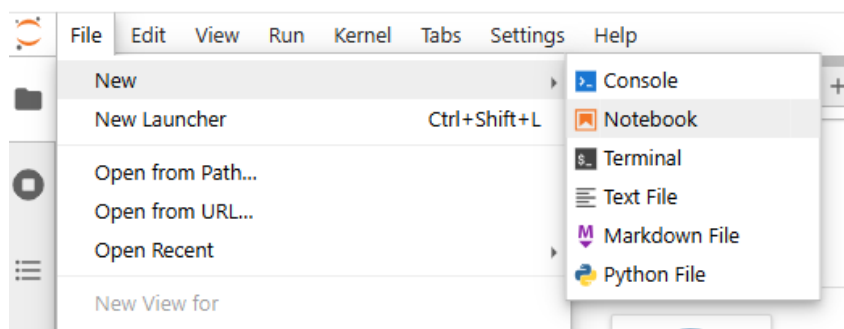 File Edit View Run Kernel Tabs Settings Help
New
New Launcher Ctrl+Shift+L
Open from Path...
Open from URL...
Open Recent
New View for
Console
Notebook
$_ Terminal
Text File
M Markdown File
Python File